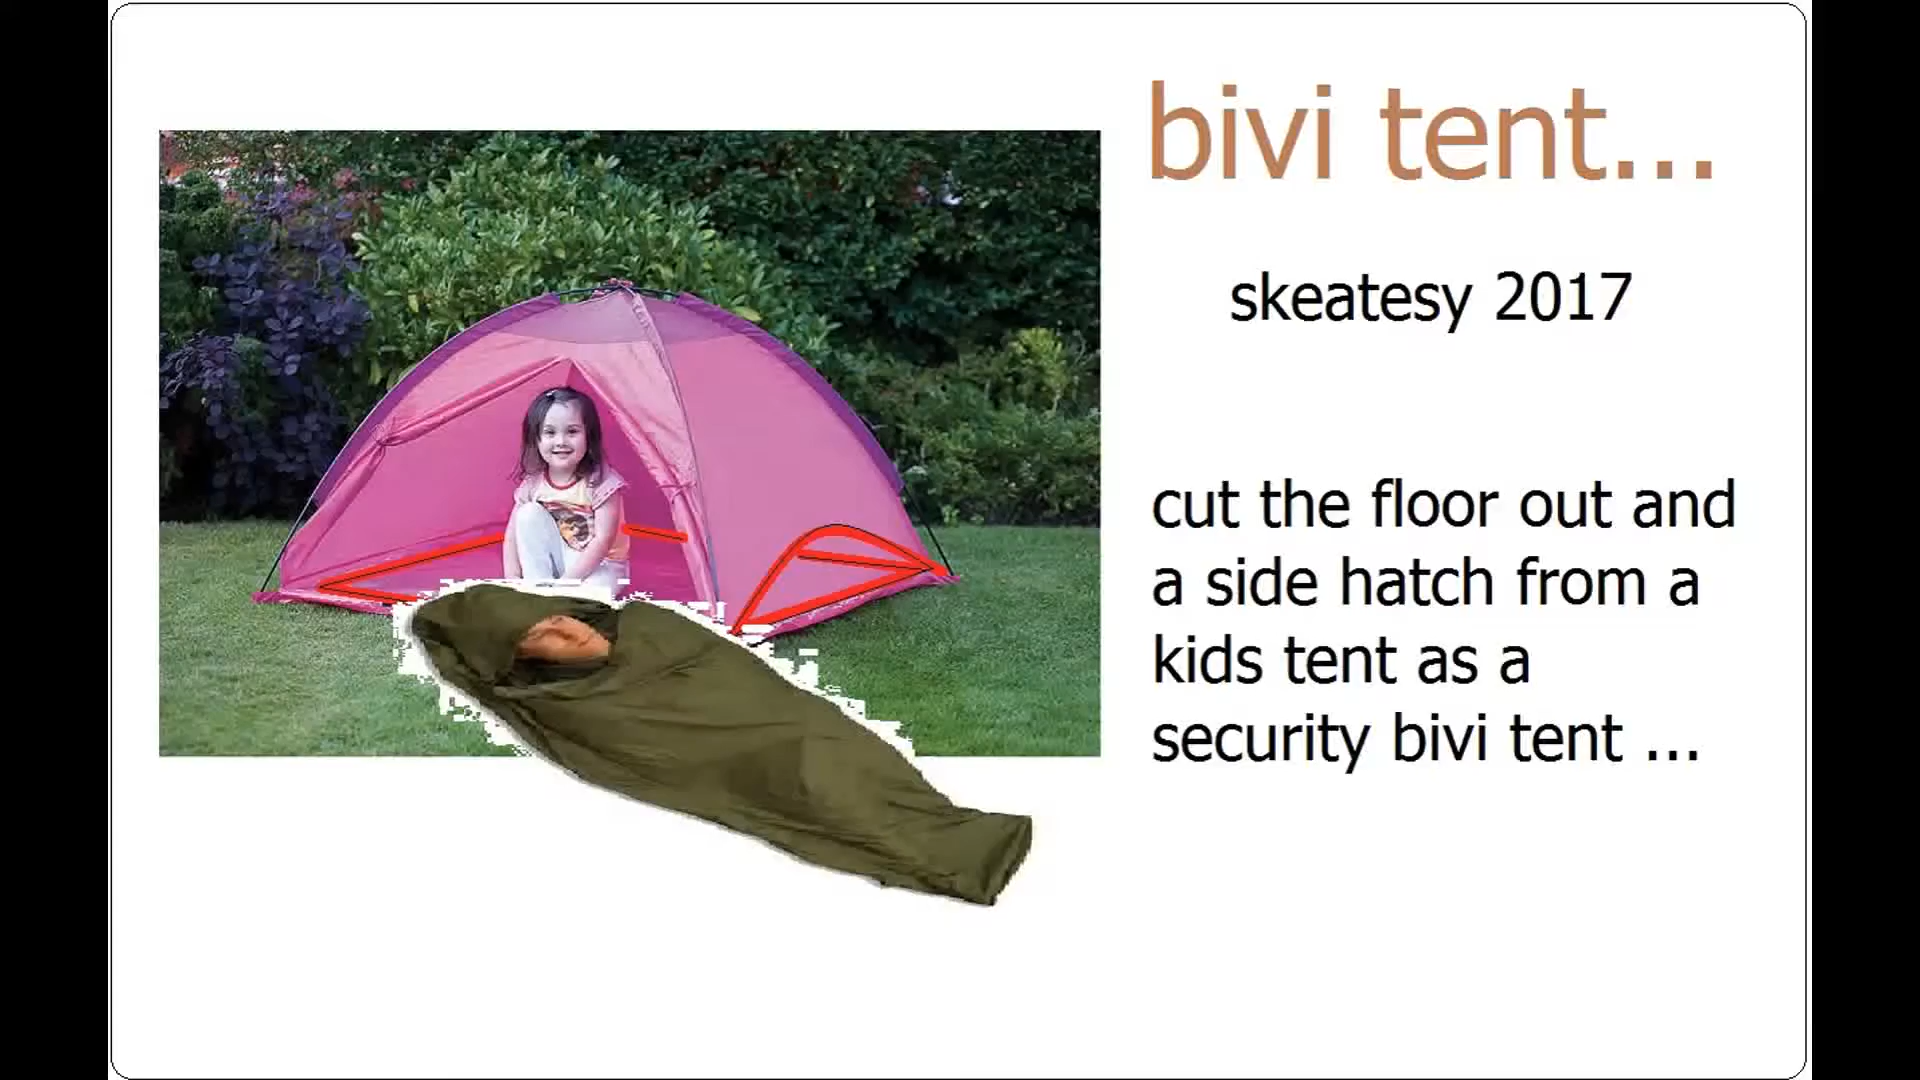 bivi tent...
skeatesy 2017
cut the floor out and
a side hatch from a
kids tent as a
security bivi tent ...